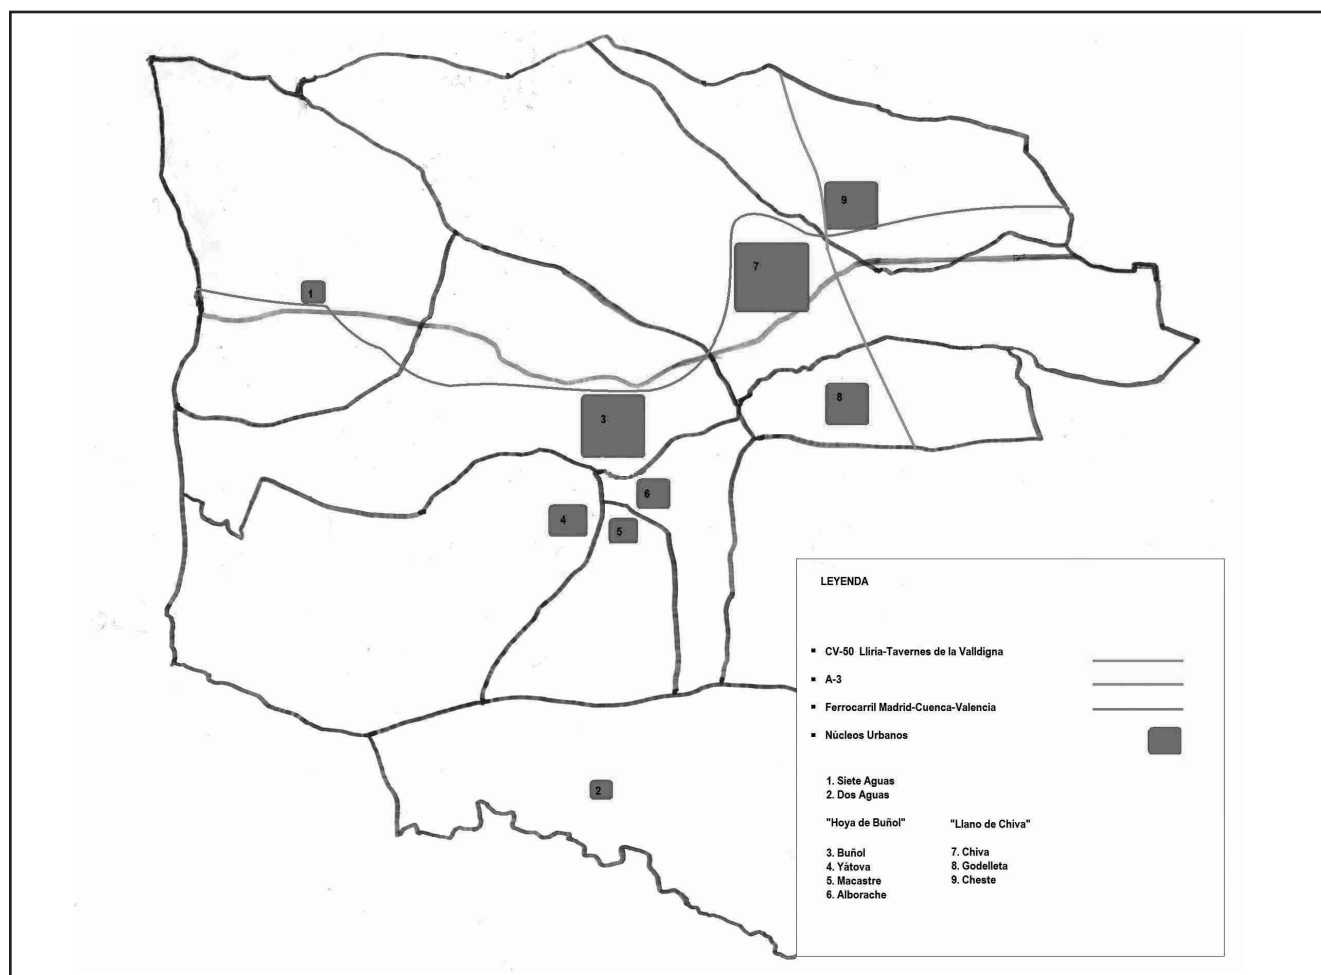 9
7
1
8
3
6
4
5
2
LEYENDA
▪ CV-50 Lliria-Tavernes de la Valldigna
▪ A-3
▪ Ferrocarril Madrid-Cuenca-Valencia
▪ Núcleos Urbanos
1. Siete Aguas
2. Dos Aguas
"Hoya de Buñol" "Llano de Chiva"
3. Buñol 7. Chiva
4. Yátova 8. Godelleta
5. Macastre 9. Cheste
6. Alborache